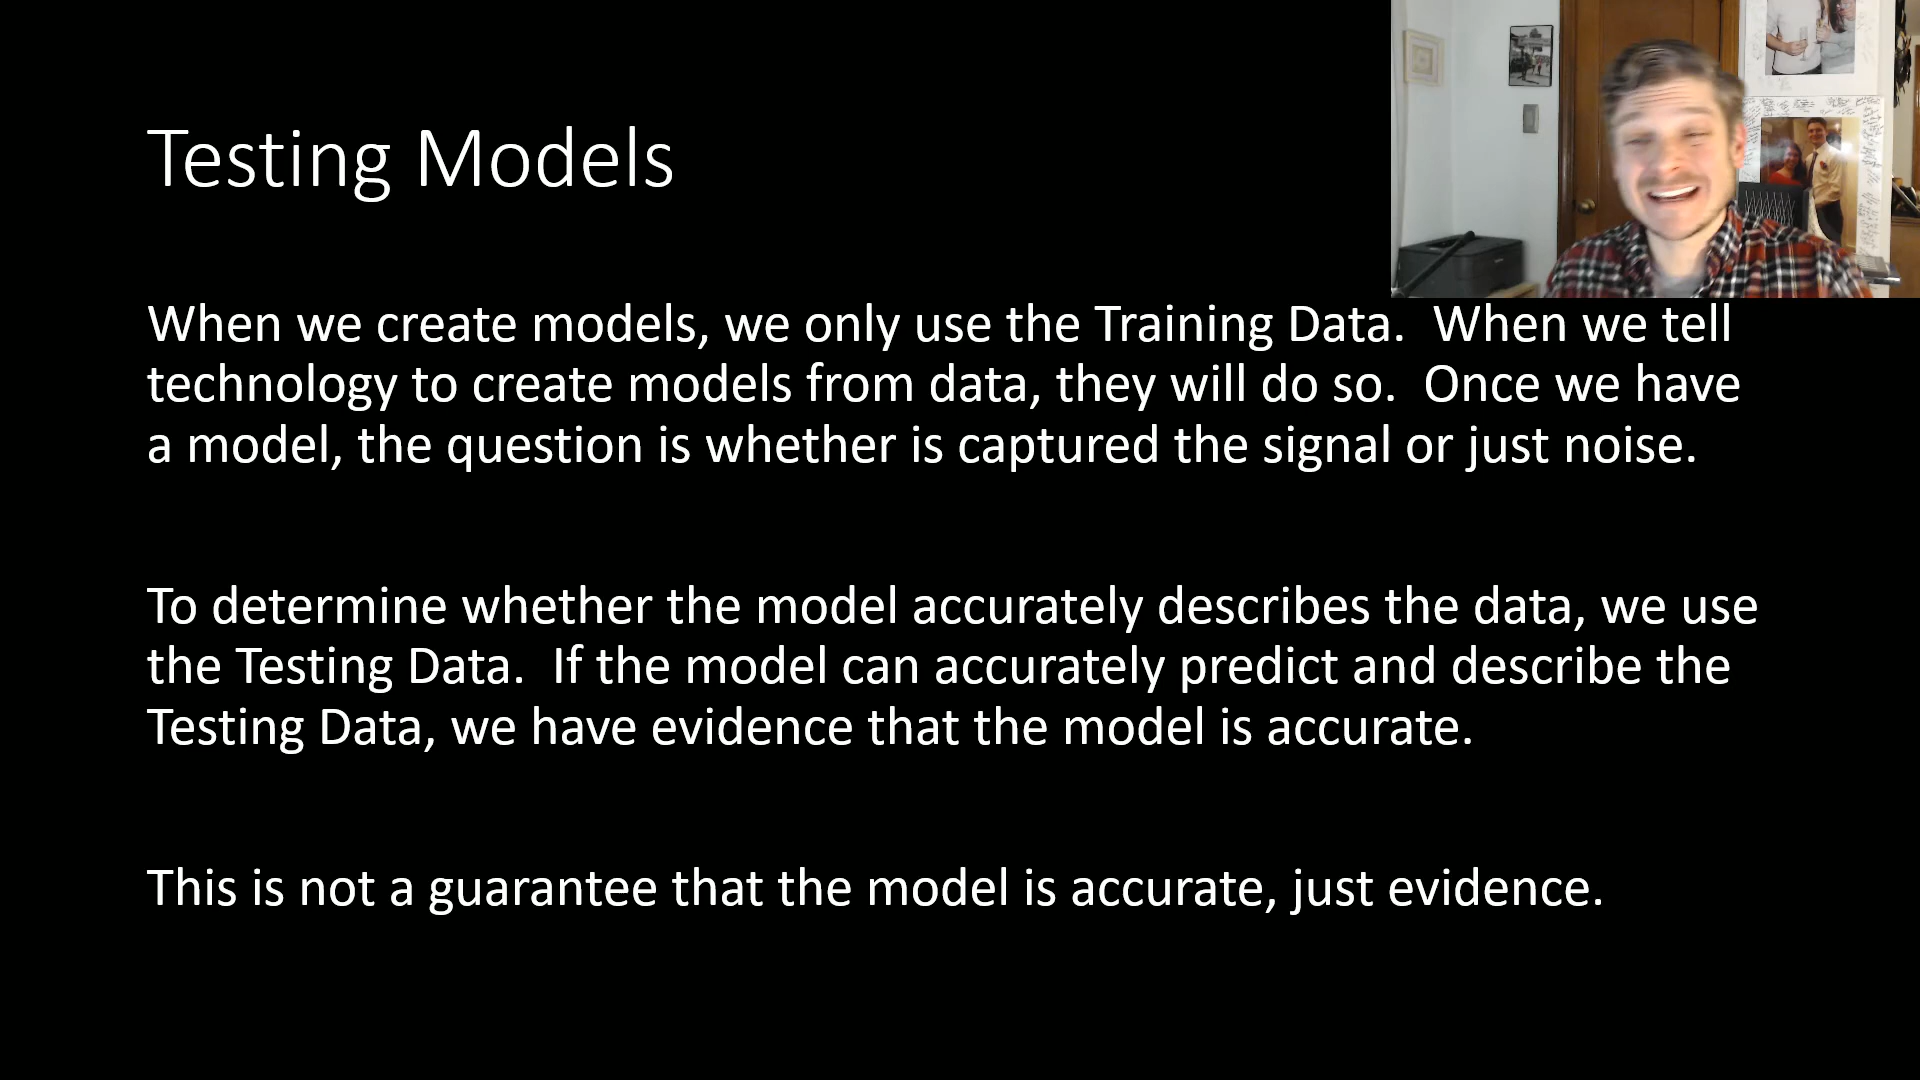 Testing Models
When we create models, we only use the Training Data.  When we tell
technology to create models from data, they will do so.  Once we have
a model, the question is whether is captured the signal or just noise.
To determine whether the model accurately describes the data, we use
the Testing Data.  If the model can accurately predict and describe the
Testing Data, we have evidence that the model is accurate.
This is not a guarantee that the model is accurate, just evidence.